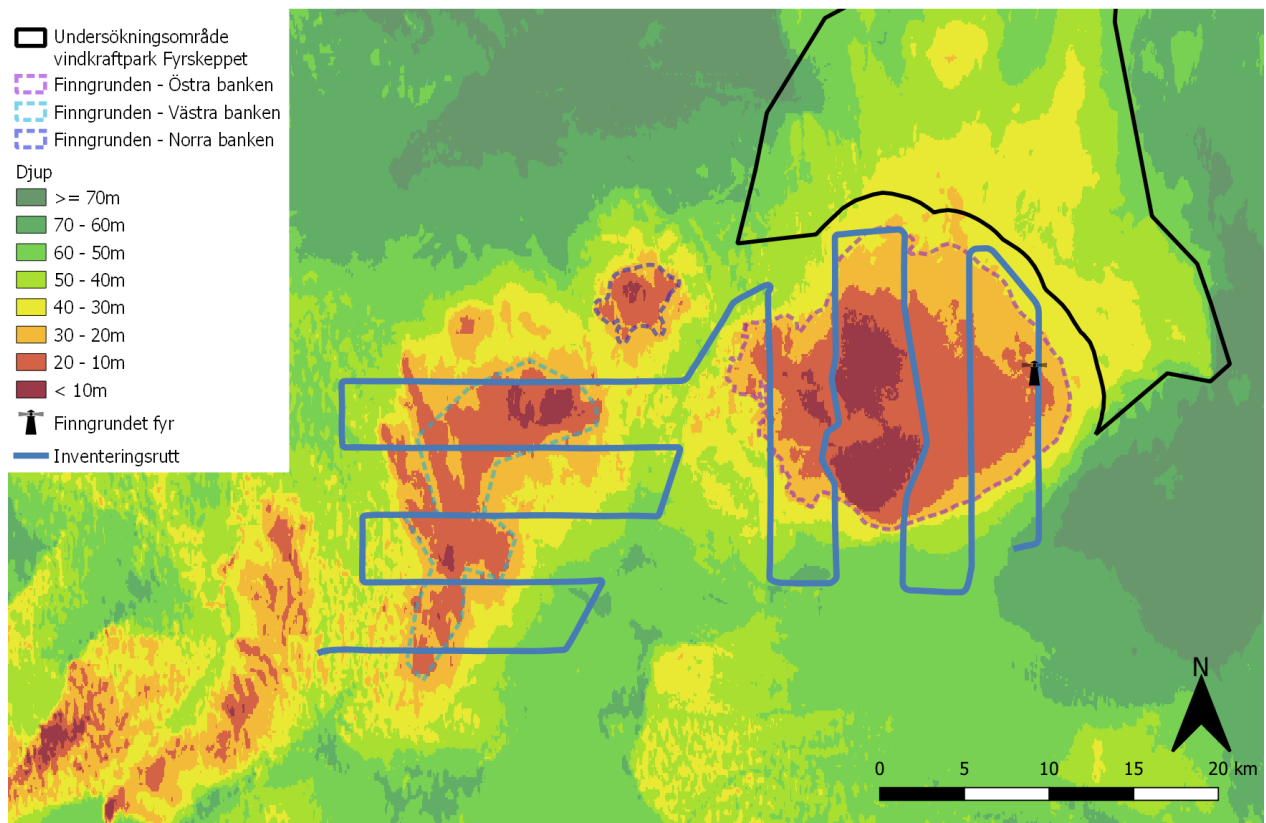 Undersökningsområde
vindkraftpark Fyrskeppet
Finngrunden - Östra banken
Finngrunden - Västra banken
Finngrunden - Norra banken
Djup
>= 70m
70 - 60m
60 - 50m
50 - 40m
40 - 30m
30 - 20m
20 - 10m
< 10m
Finngrundet fyr
Inventeringsrutt
N
0 5 10 15 20 km